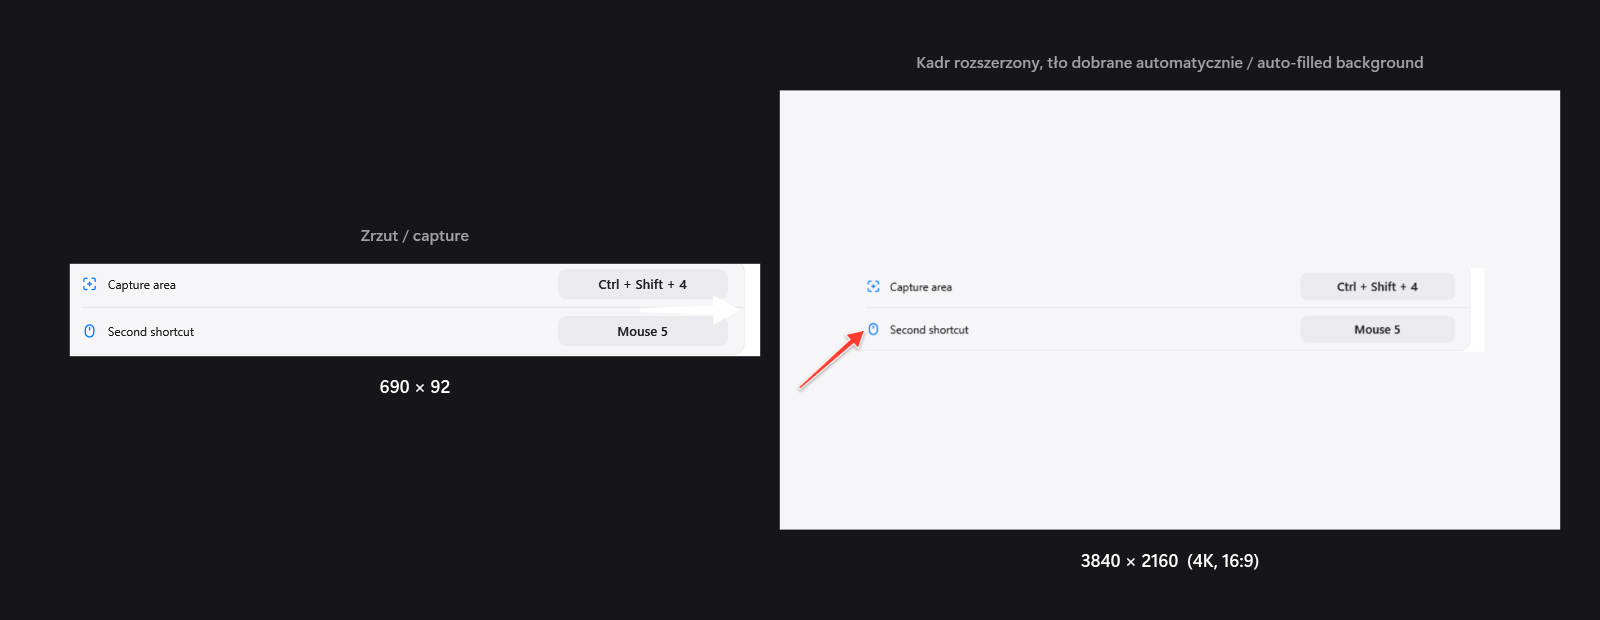 Zrzut / capture
Capture area
Ctrl + Shift + 4
Second shortcut
Mouse 5
690 × 92
Kadr rozszerzony, tło dobrane automatycznie / auto-filled background
Capture area
Ctrl + Shift + 4
Second shortcut
Mouse 5
3840 × 2160 (4K, 16:9)